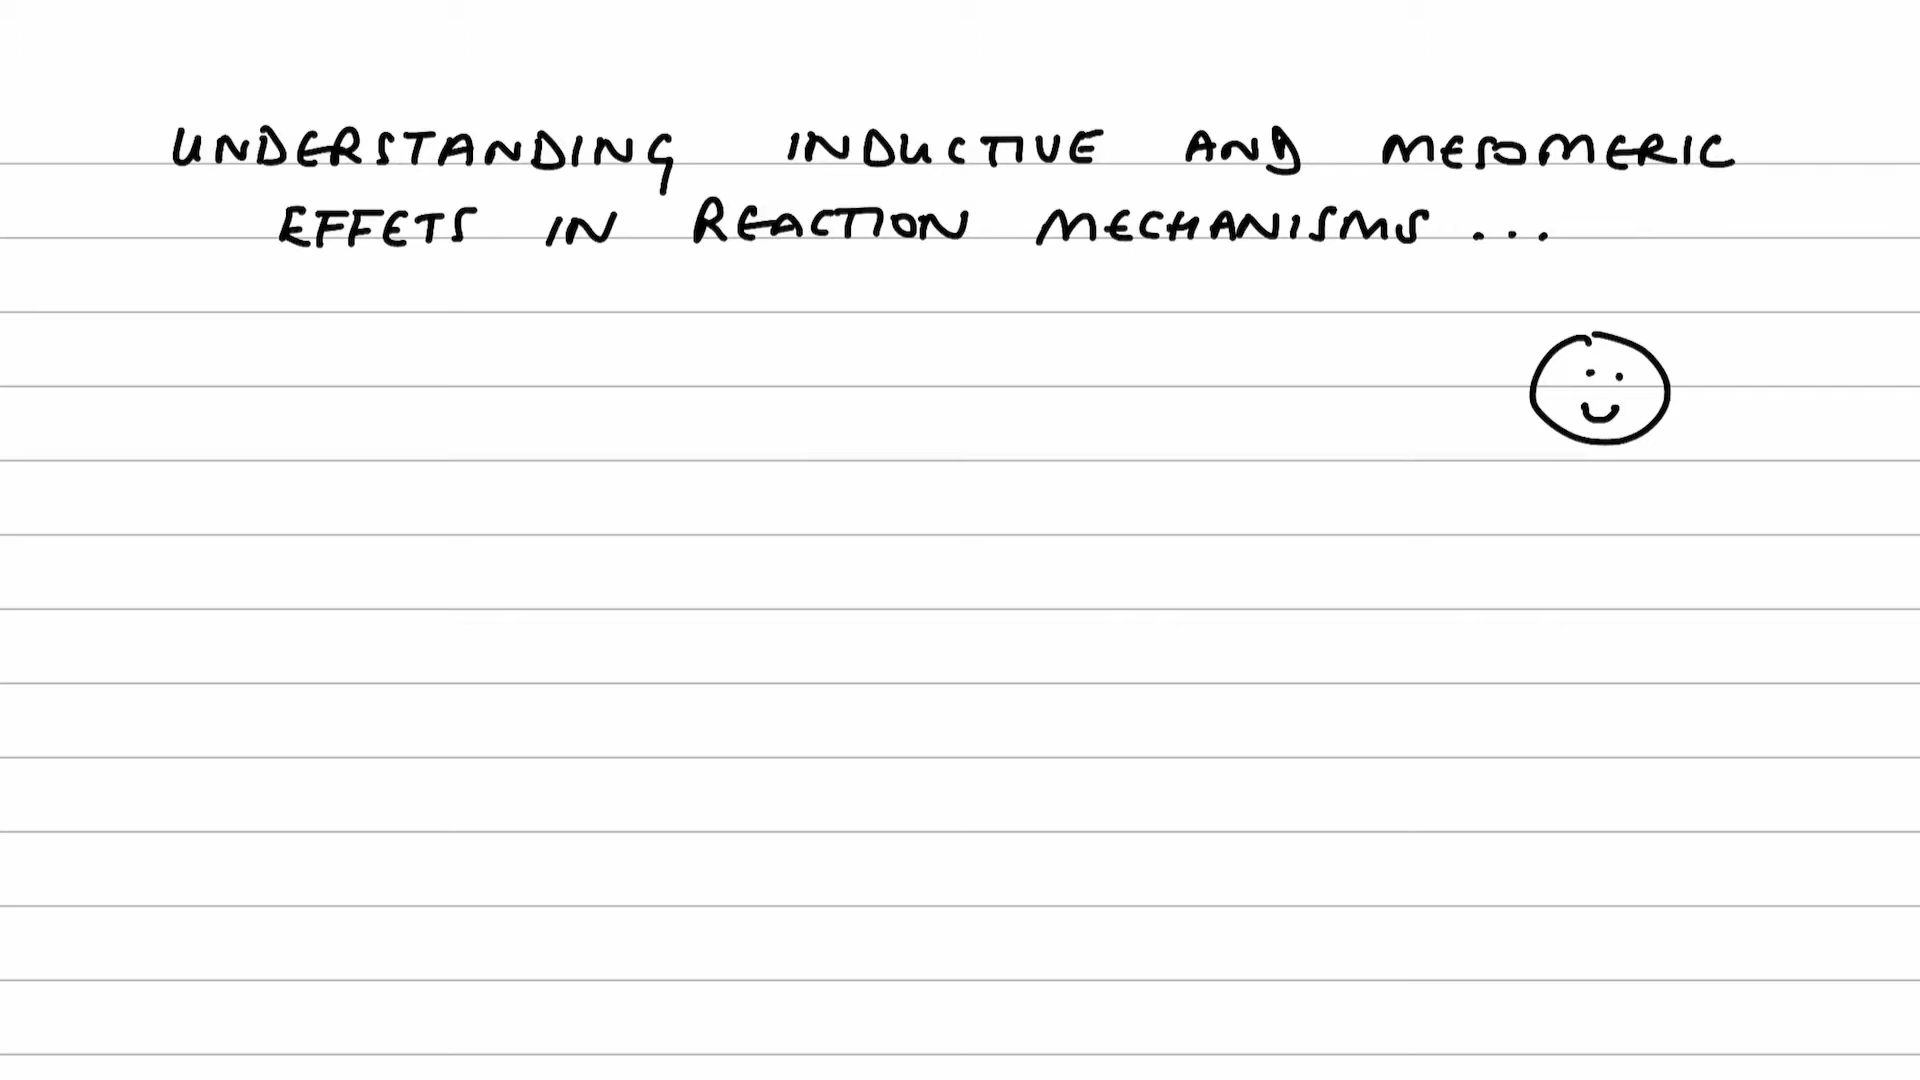 UNDERSTANDING INDUCTIVE AND MESOMERIC
EFFETS IN REACTION MECHANISMS ...